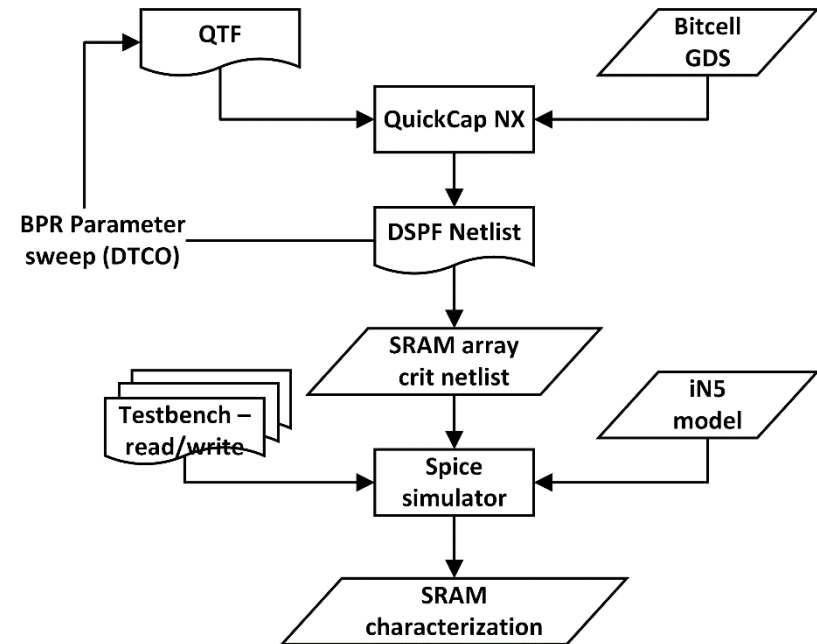 QTF
Bitcell
GDS
QuickCap NX
BPR Parameter
sweep (DTCO)
DSPF Netlist
SRAM array
crit netlist
Testbench –
read/write
iN5
model
Spice
simulator
SRAM
characterization